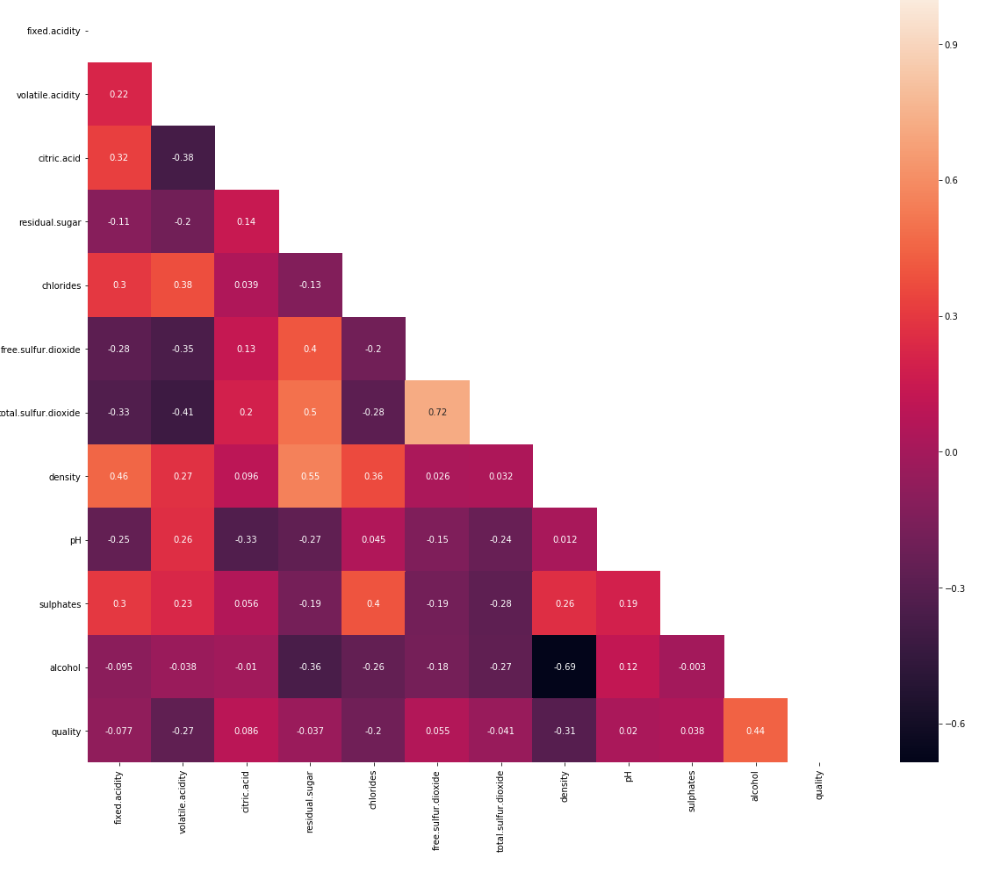 fixed.acidity
0.9
volatile.acidity 0.22
citric.acid 0.32 -0.38
0.6
residual.sugar -0.11 -0.2 0.14
chlorides 0.3 0.38 0.039 -0.13
0.3
free.sulfur.dioxide -0.28 -0.35 0.13 0.4 -0.2
total.sulfur.dioxide -0.33 -0.41 0.2 0.5 -0.28 0.72
0.0
density 0.46 0.27 0.096 0.55 0.36 0.026 0.032
pH -0.25 0.26 -0.33 -0.27 0.045 -0.15 -0.24 0.012
−0.3
sulphates 0.3 0.23 0.056 -0.19 0.4 -0.19 -0.28 0.26 0.19
alcohol -0.095 -0.038 -0.01 -0.36 -0.26 -0.18 -0.27 -0.69 0.12 -0.003
−0.6
quality -0.077 -0.27 0.086 -0.037 -0.2 0.055 -0.041 -0.31 0.02 0.038 0.44
fixed.acidity
volatile.acidity
citric.acid
residual.sugar
chlorides
free.sulfur.dioxide
total.sulfur.dioxide
density
pH
sulphates
alcohol
quality